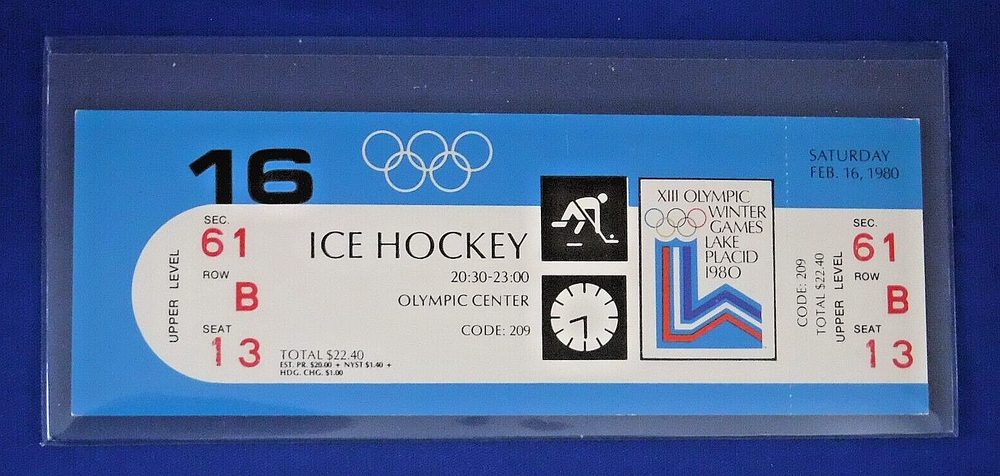 16
SEC.
61
ROW
B
SEAT
13
UPPER LEVEL
ICE HOCKEY
20:30-23:00
OLYMPIC CENTER
CODE: 209
TOTAL $22.40
EST. PR. $20.00 + NYST $1.40 +
HDG. CHG. $1.00
XIII OLYMPIC
WINTER
GAMES
LAKE
PLACID
1980
SATURDAY
FEB. 16, 1980
CODE: 209
TOTAL $22.40
UPPER LEVEL
SEC.
61
ROW
B
SEAT
13